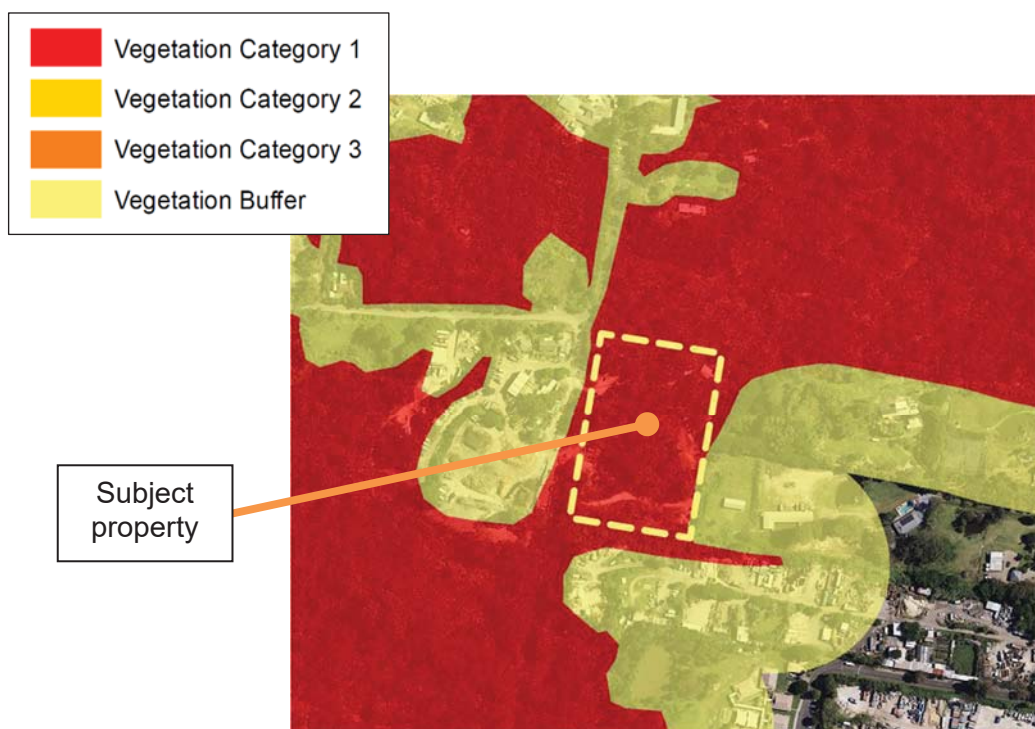 Vegetation Category 1
Vegetation Category 2
Vegetation Category 3
Vegetation Buffer
Subject
property